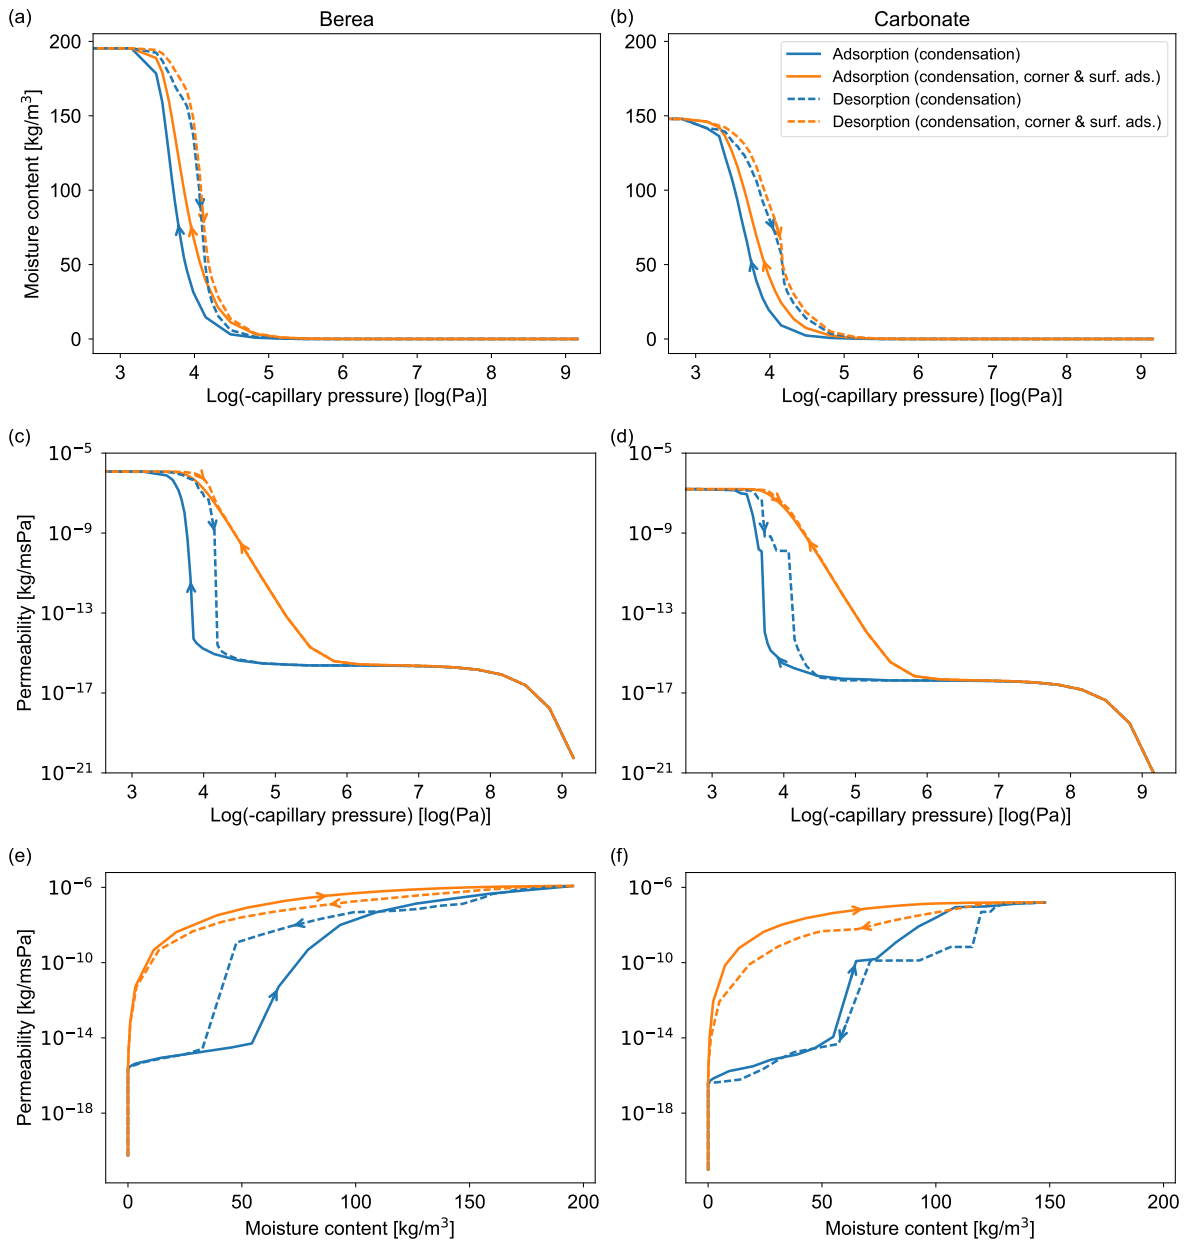 (a)
Berea
(b)
Carbonate
200
150
100
50
0
Moisture content [kg/m³]
3 4 5 6 7 8 9
Log(-capillary pressure) [log(Pa)]
200
150
100
50
0
Adsorption (condensation)
Adsorption (condensation, corner & surf. ads.)
Desorption (condensation)
Desorption (condensation, corner & surf. ads.)
3 4 5 6 7 8 9
Log(-capillary pressure) [log(Pa)]
(c)
10⁻⁵
10⁻⁹
10⁻¹³
10⁻¹⁷
10⁻²¹
Permeability [kg/msPa]
3 4 5 6 7 8 9
Log(-capillary pressure) [log(Pa)]
(d)
10⁻⁵
10⁻⁹
10⁻¹³
10⁻¹⁷
10⁻²¹
3 4 5 6 7 8 9
Log(-capillary pressure) [log(Pa)]
(e)
10⁻⁶
10⁻¹⁰
10⁻¹⁴
10⁻¹⁸
Permeability [kg/msPa]
0 50 100 150 200
Moisture content [kg/m³]
(f)
10⁻⁶
10⁻¹⁰
10⁻¹⁴
10⁻¹⁸
0 50 100 150 200
Moisture content [kg/m³]